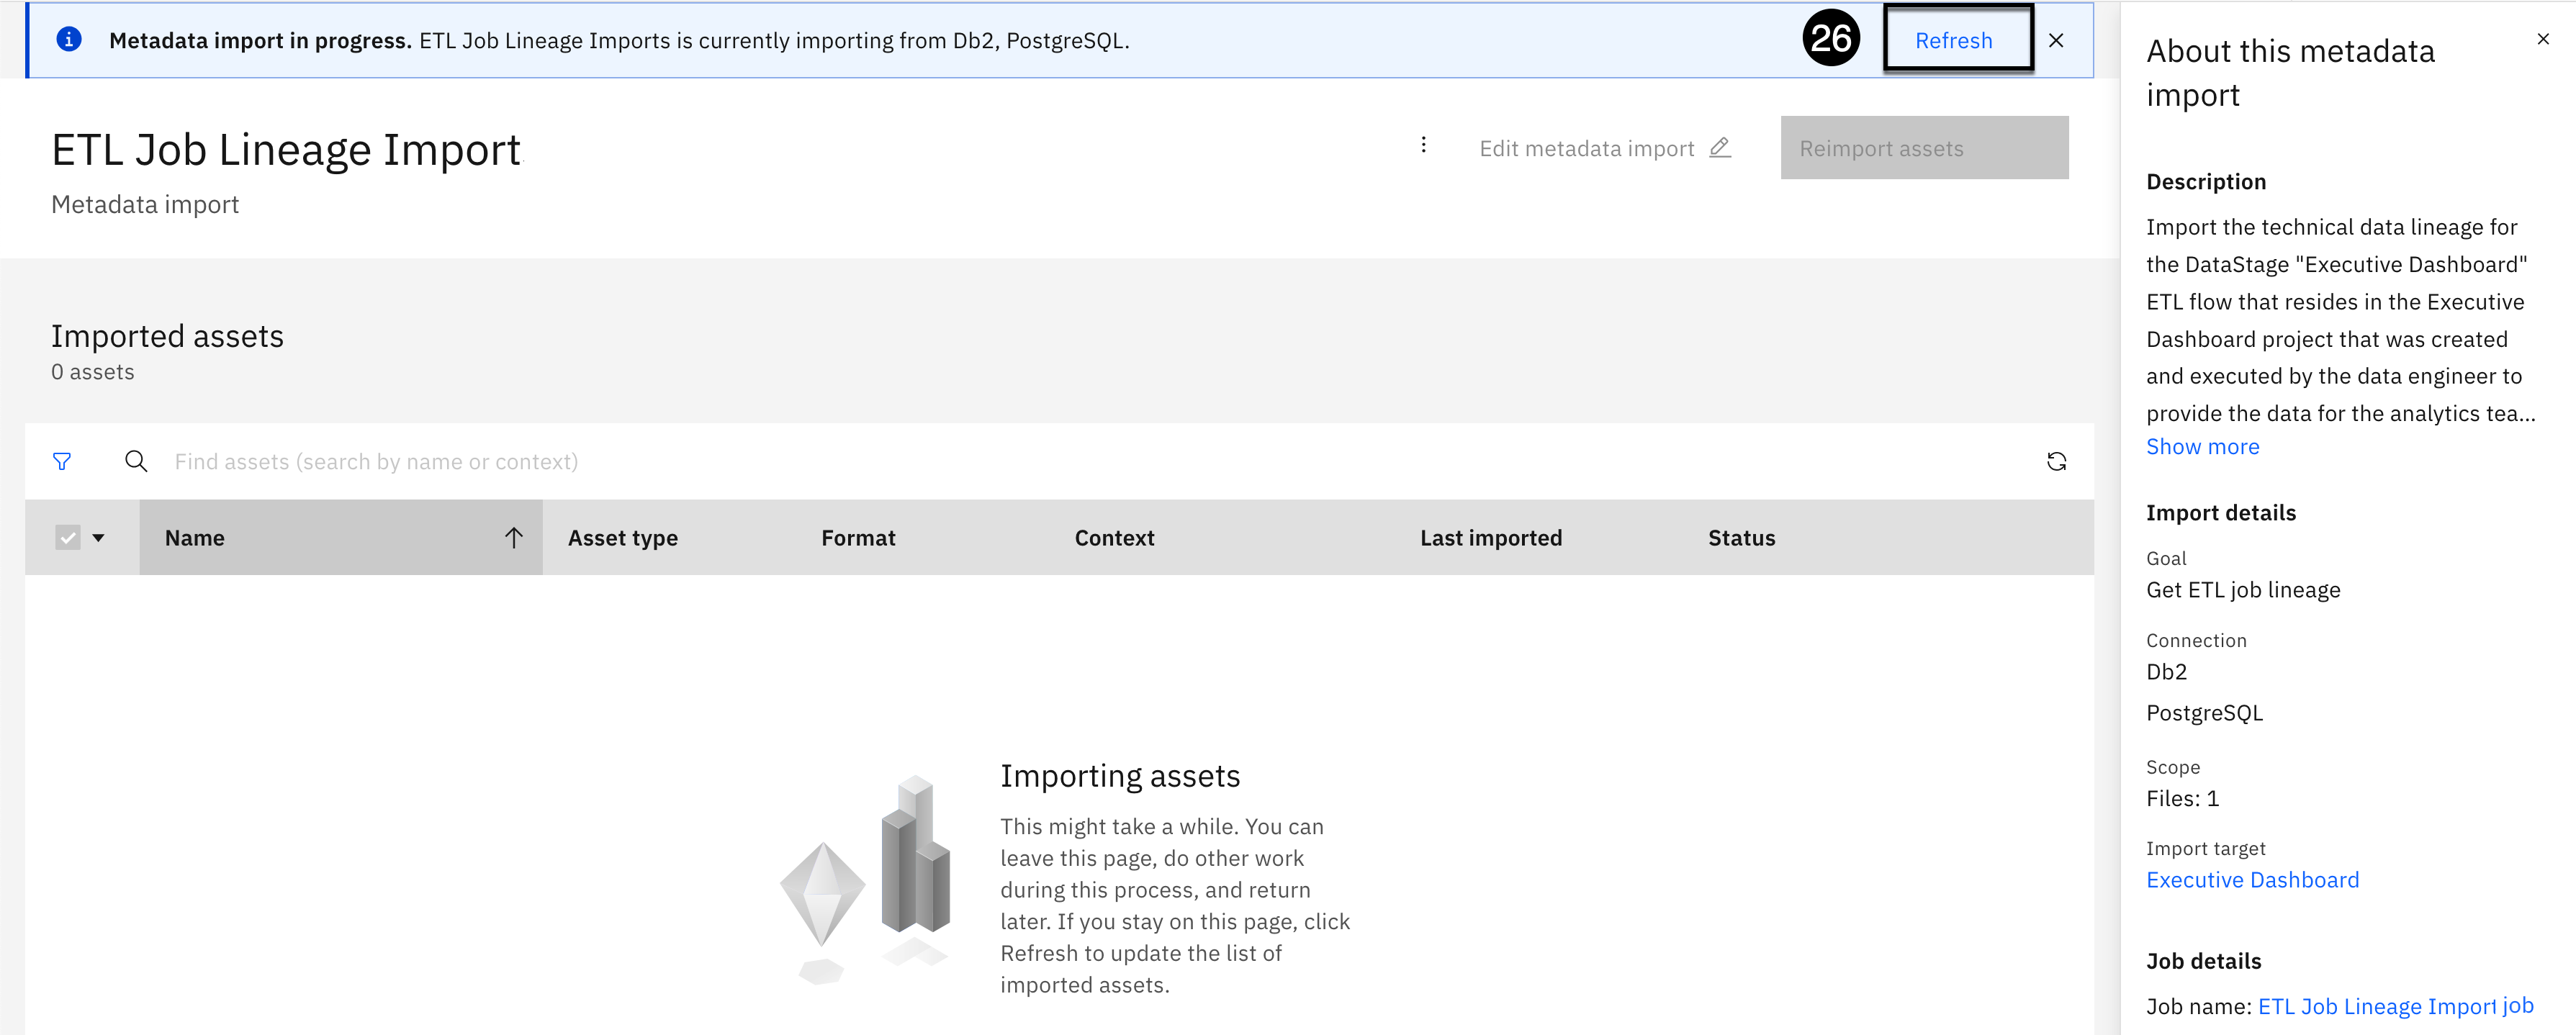 Metadata import in progress. ETL Job Lineage Imports is currently importing from Db2, PostgreSQL.
26
Refresh
ETL Job Lineage Import
Metadata import
Edit metadata import
Reimport assets
Imported assets
0 assets
Find assets (search by name or context)
Name
Asset type
Format
Context
Last imported
Status
Importing assets
This might take a while. You can
leave this page, do other work
during this process, and return
later. If you stay on this page, click
Refresh to update the list of
imported assets.
About this metadata
import
Description
Import the technical data lineage for
the DataStage "Executive Dashboard"
ETL flow that resides in the Executive
Dashboard project that was created
and executed by the data engineer to
provide the data for the analytics tea...
Show more
Import details
Goal
Get ETL job lineage
Connection
Db2
PostgreSQL
Scope
Files: 1
Import target
Executive Dashboard
Job details
Job name: ETL Job Lineage Import job